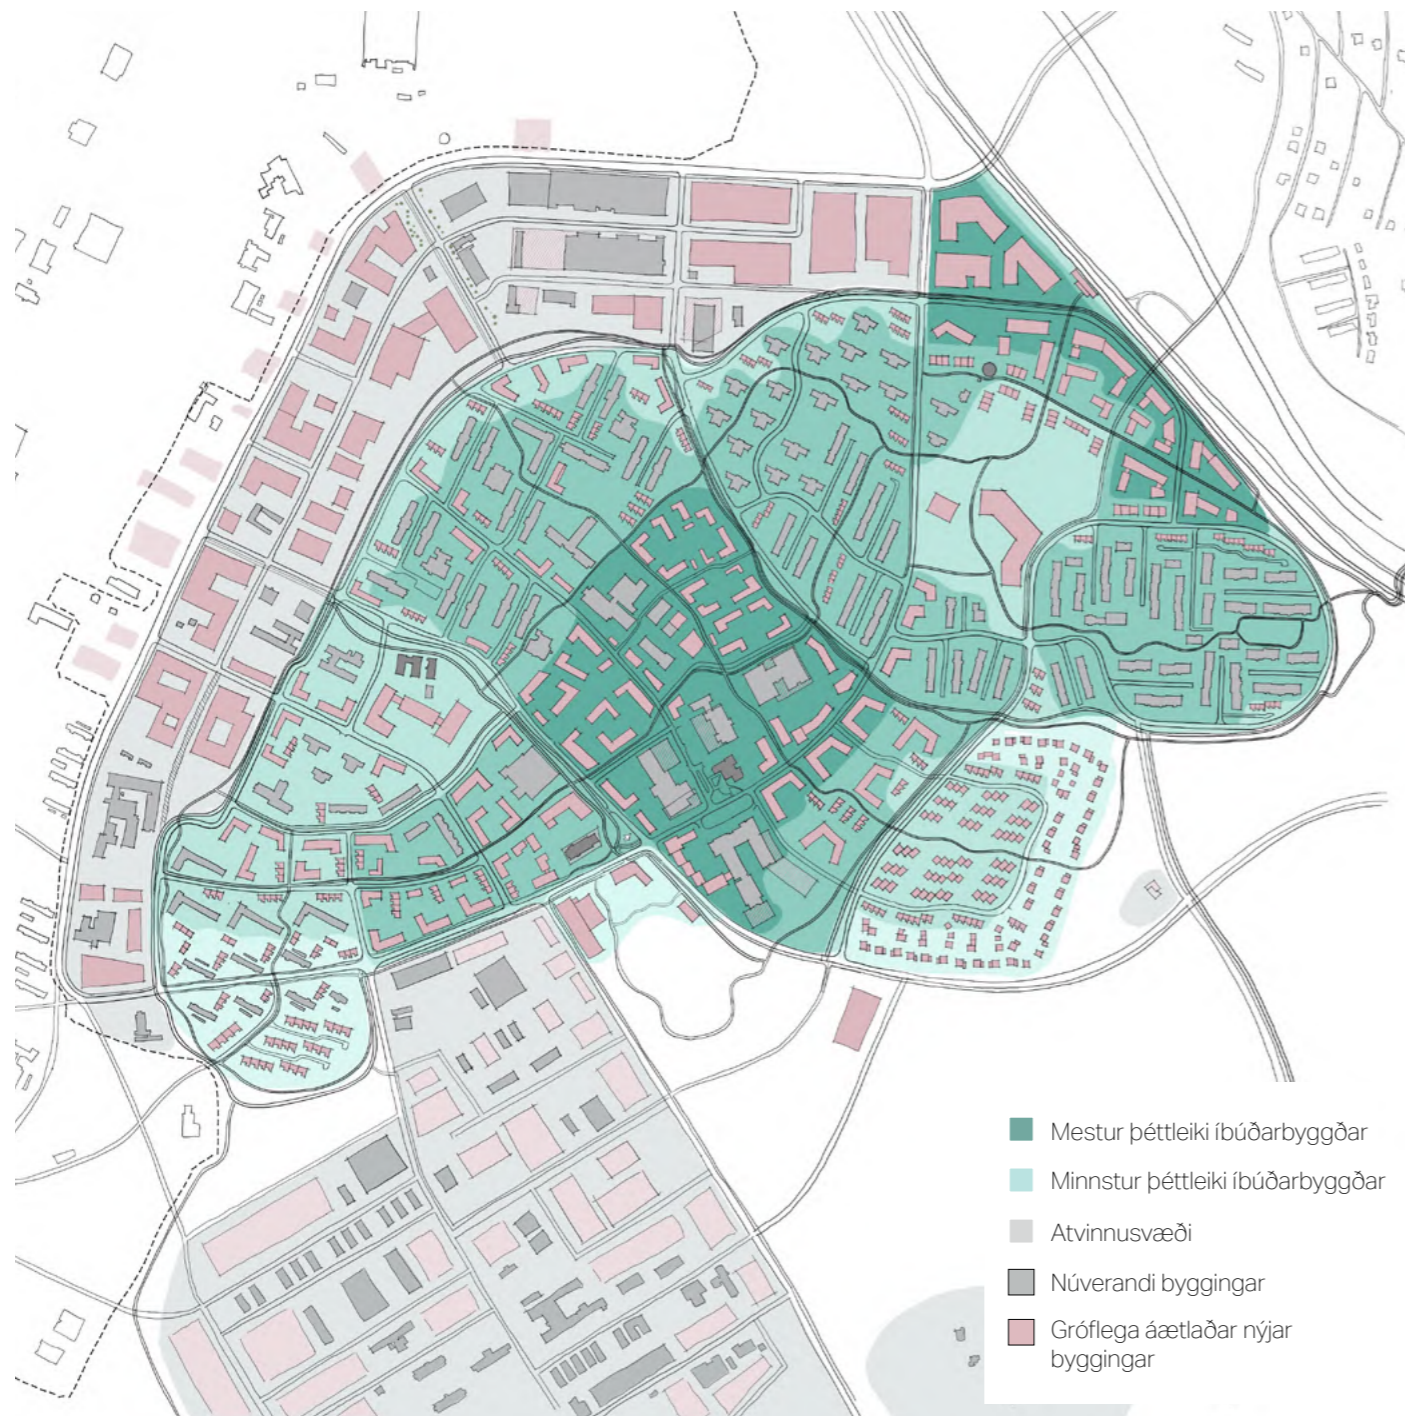 Mestur þéttleiki íbúðarbyggðar
Minnstur þéttleiki íbúðarbyggðar
Atvinnusvæði
Núverandi byggingar
Gróflega áætlaðar nýjar
byggingar